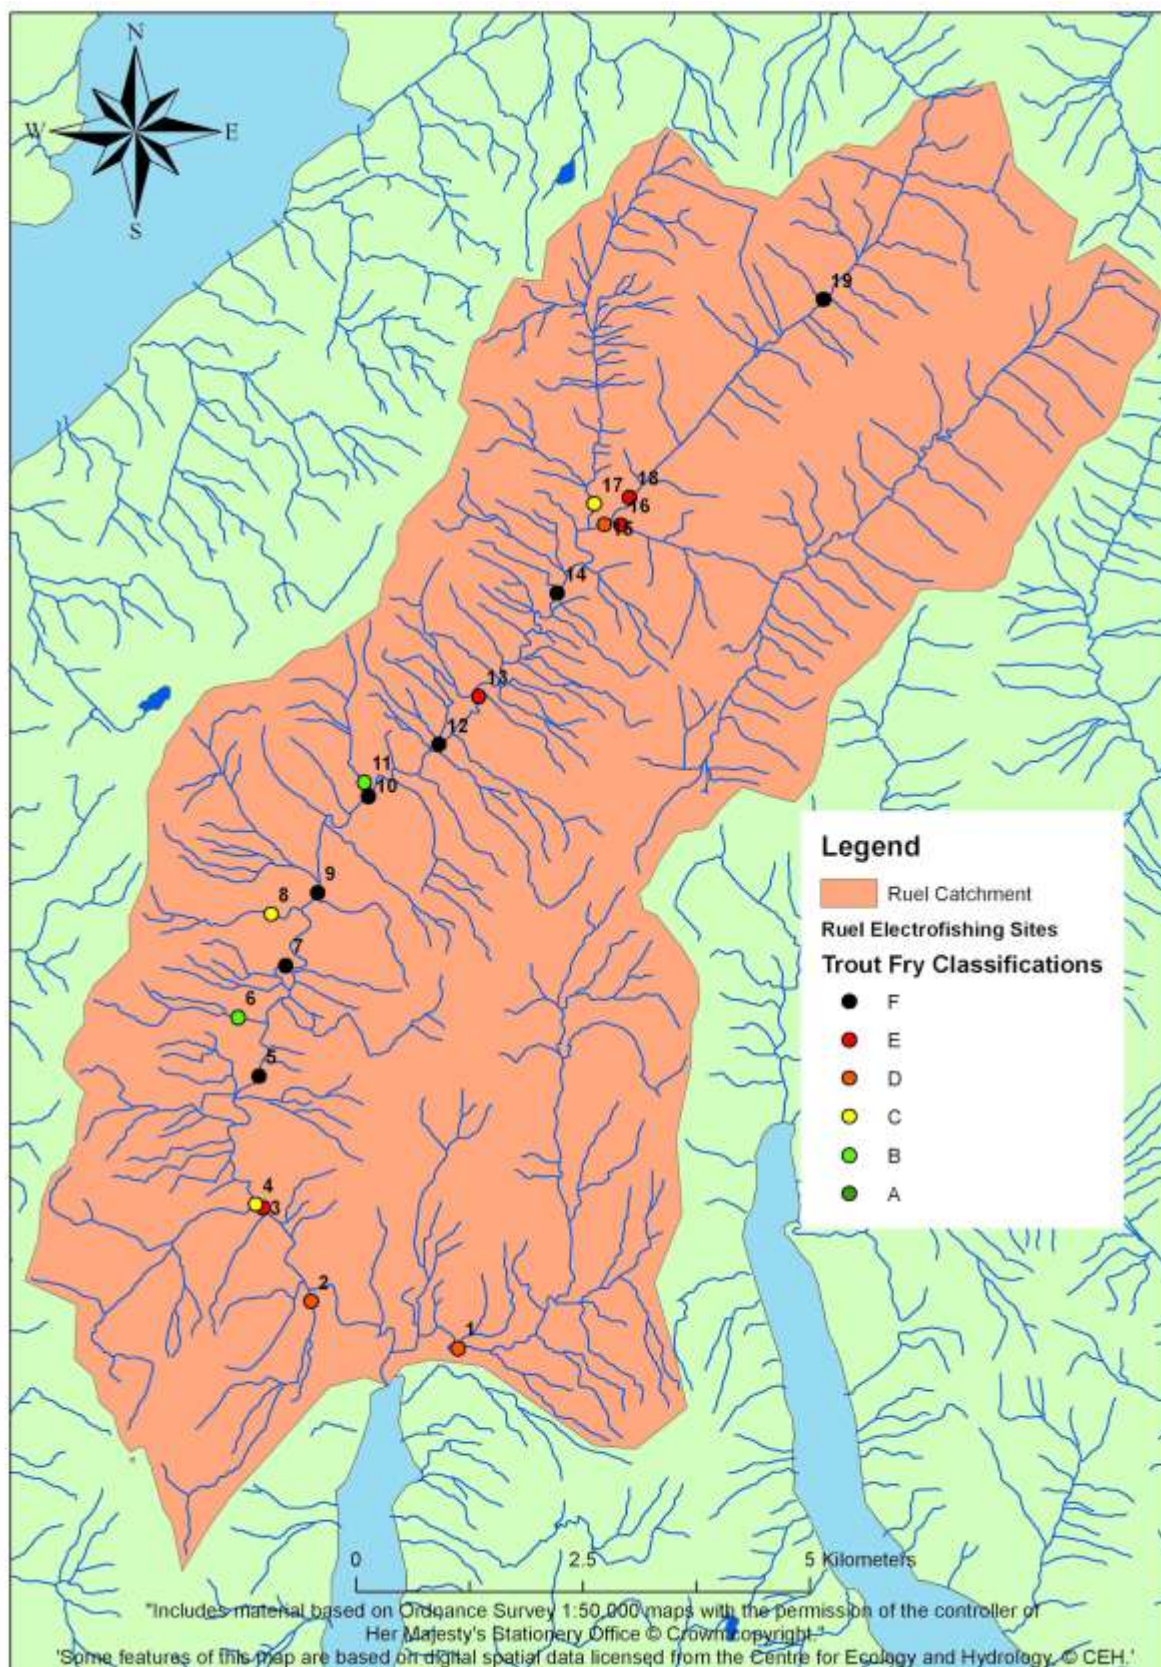 N
W E
S
19
18
17
16
15
14
13
12
11
10
9
8
7
6
5
4
3
2
1
Legend
Ruel Catchment
Ruel Electrofishing Sites
Trout Fry Classifications
F
E
D
C
B
A
0 2.5 5 Kilometers
"Includes material based on Ordnance Survey 1:50,000 maps with the permission of the controller of
Her Majesty's Stationery Office © Crown copyright."
'Some features of this map are based on digital spatial data licensed from the Centre for Ecology and Hydrology, © CEH.'